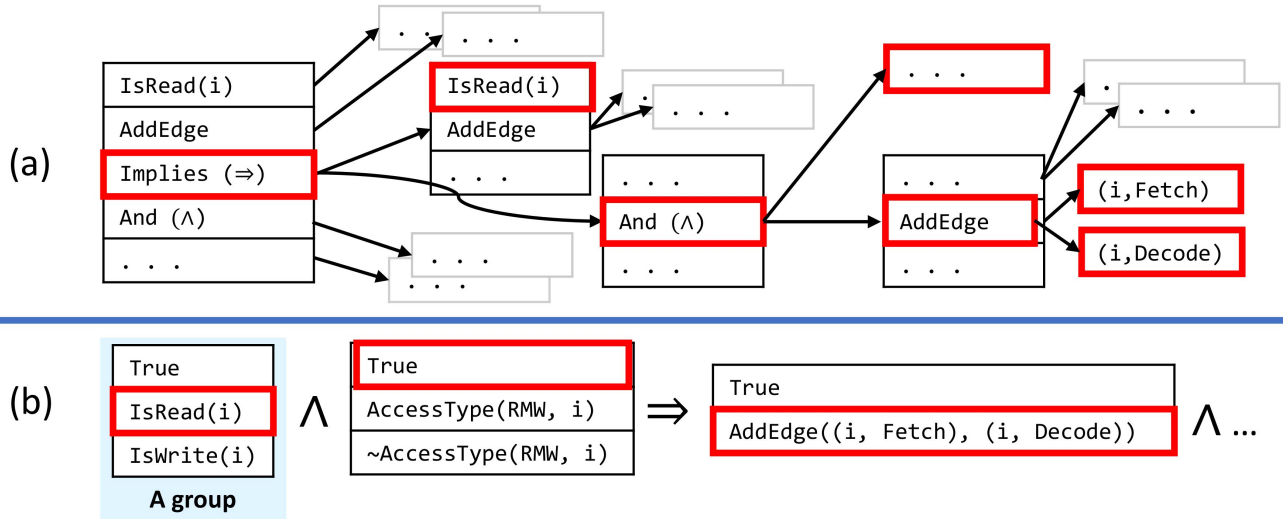 (a)
IsRead(i)
AddEdge
Implies (⇒)
And (∧)
. . .
. . .
. . .
IsRead(i)
AddEdge
. . .
. . .
. . .
. . .
. . .
. . .
And (∧)
. . .
. . .
. . .
AddEdge
. . .
. . .
. . .
(i,Fetch)
(i,Decode)
(b)
True
IsRead(i)
IsWrite(i)
A group
∧
True
AccessType(RMW, i)
~AccessType(RMW, i)
⇒
True
AddEdge((i, Fetch), (i, Decode))
∧ ...